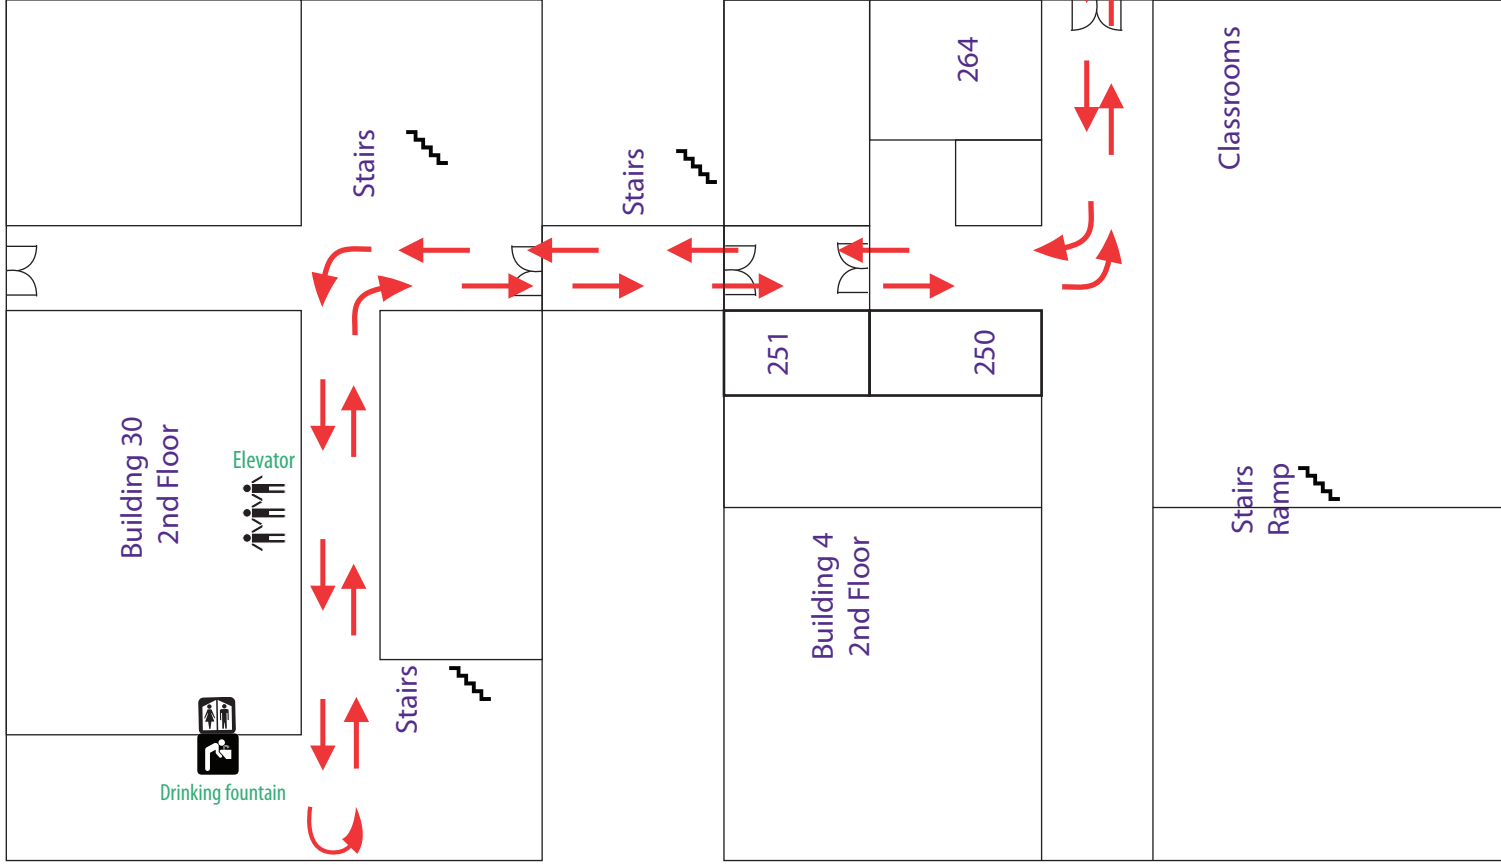 264
Classrooms
Stairs
Stairs
251
250
Building 30
2nd Floor
Elevator
Stairs
Ramp
Building 4
2nd Floor
Stairs
Drinking fountain